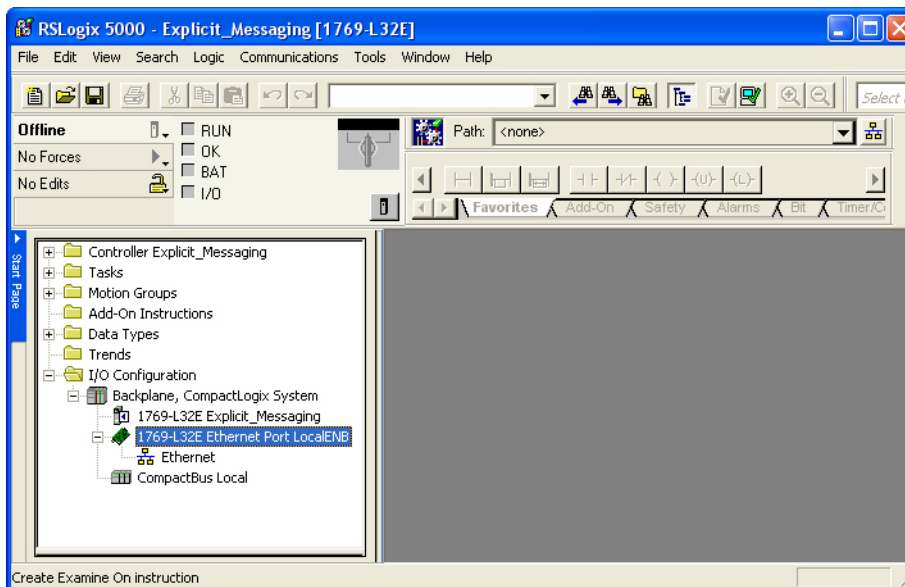 RSLogix 5000 - Explicit_Messaging [1769-L32E]
File Edit View Search Logic Communications Tools Window Help
Select
Offline
RUN
No Forces
OK
No Edits
BAT
I/O
Path: <none>
Favorites Add-On Safety Alarms Bit Timer/C
Start Page
Controller Explicit_Messaging
Tasks
Motion Groups
Add-On Instructions
Data Types
Trends
I/O Configuration
Backplane, CompactLogix System
1769-L32E Explicit_Messaging
1769-L32E Ethernet Port LocalENB
Ethernet
CompactBus Local
Create Examine On instruction